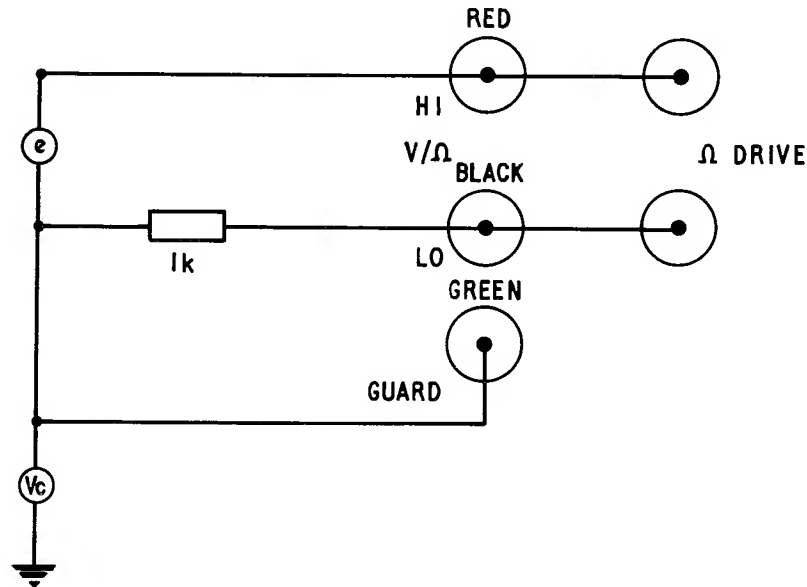 RED
HI
e
V/Ω
BLACK
Ω DRIVE
1k
LO
GREEN
GUARD
Vc